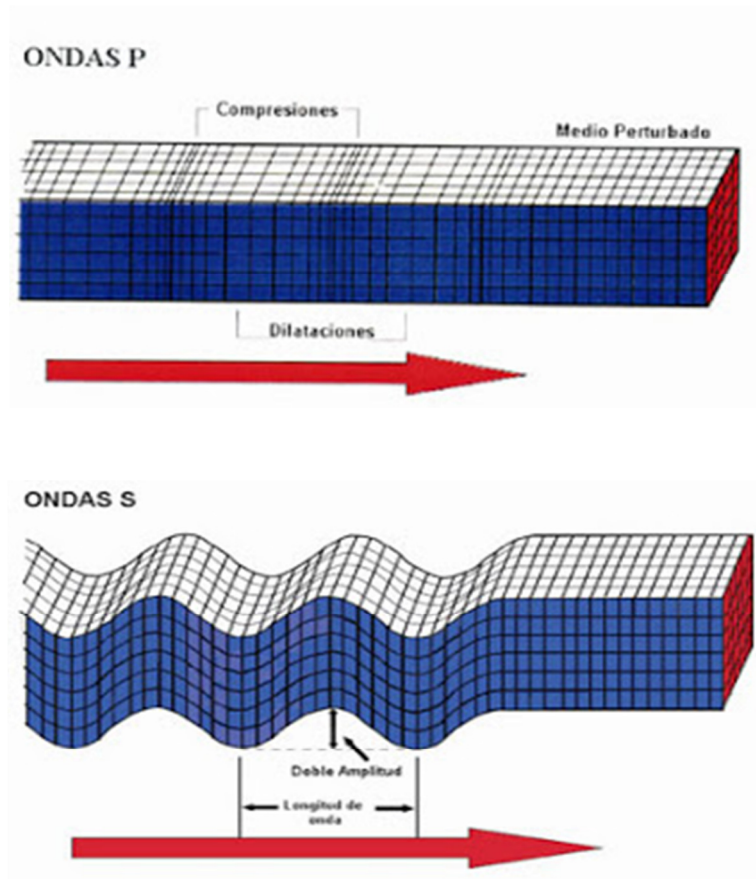 ONDAS P
Compresiones
Medio Perturbado
Dilataciones
ONDAS S
Doble Amplitud
Longitud de
onda